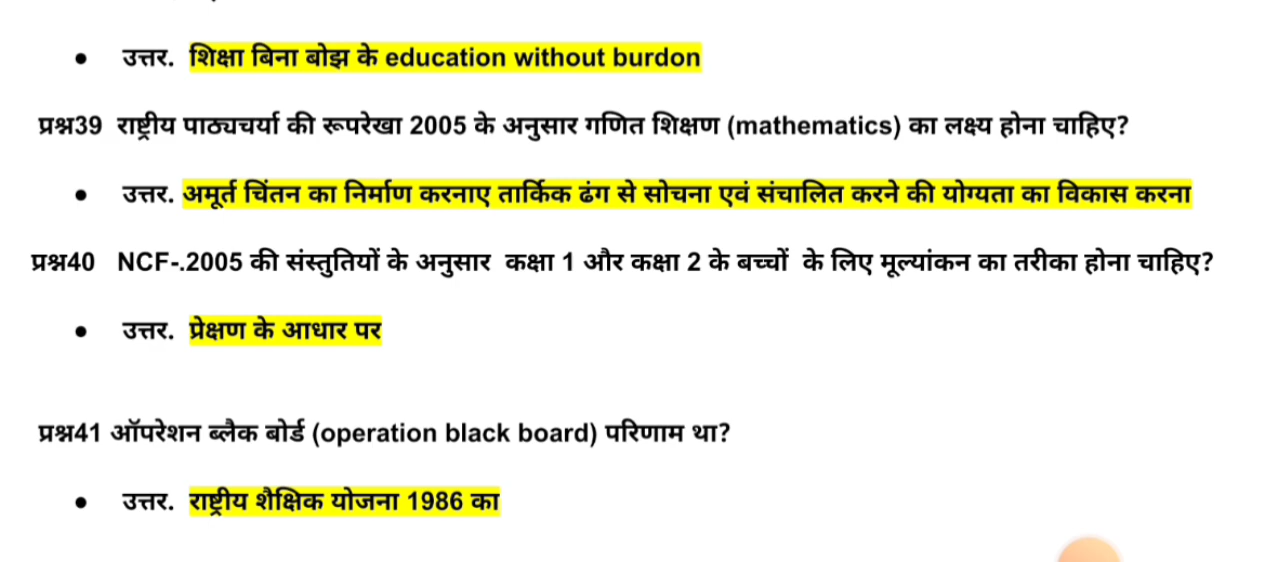 • उत्तर. शिक्षा बिना बोझ के education without burdon
प्रश्न39 राष्ट्रीय पाठ्यचर्या की रूपरेखा 2005 के अनुसार गणित शिक्षण (mathematics) का लक्ष्य होना चाहिए?
• उत्तर. अमूर्त चिंतन का निर्माण करनाए तार्किक ढंग से सोचना एवं संचालित करने की योग्यता का विकास करना
प्रश्न40 NCF-.2005 की संस्तुतियों के अनुसार कक्षा 1 और कक्षा 2 के बच्चों के लिए मूल्यांकन का तरीका होना चाहिए?
• उत्तर. प्रेक्षण के आधार पर
प्रश्न41 ऑपरेशन ब्लैक बोर्ड (operation black board) परिणाम था?
• उत्तर. राष्ट्रीय शैक्षिक योजना 1986 का